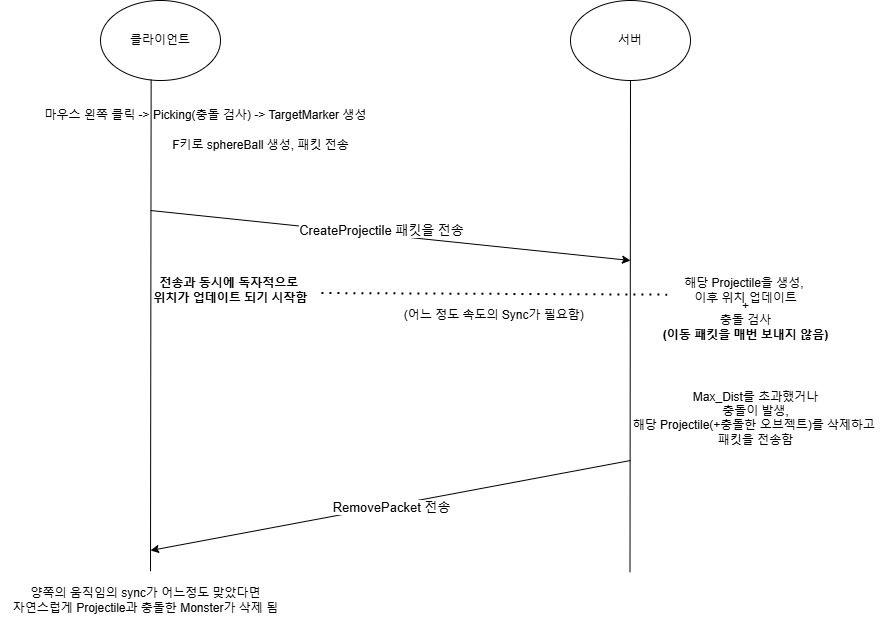 클라이언트
서버
마우스 왼쪽 클릭 -> Picking(충돌 검사) -> TargetMarker 생성
F키로 sphereBall 생성, 패킷 전송
CreateProjectile 패킷을 전송
전송과 동시에 독자적으로
위치가 업데이트 되기 시작함
(어느 정도 속도의 Sync가 필요함)
해당 Projectile을 생성,
이후 위치 업데이트
+
충돌 검사
(이동 패킷을 매번 보내지 않음)
Max_Dist를 초과했거나
충돌이 발생,
해당 Projectile(+충돌한 오브젝트)를 삭제하고
패킷을 전송함
RemovePacket 전송
양쪽의 움직임의 sync가 어느정도 맞았다면
자연스럽게 Projectile과 충돌한 Monster가 삭제 됨